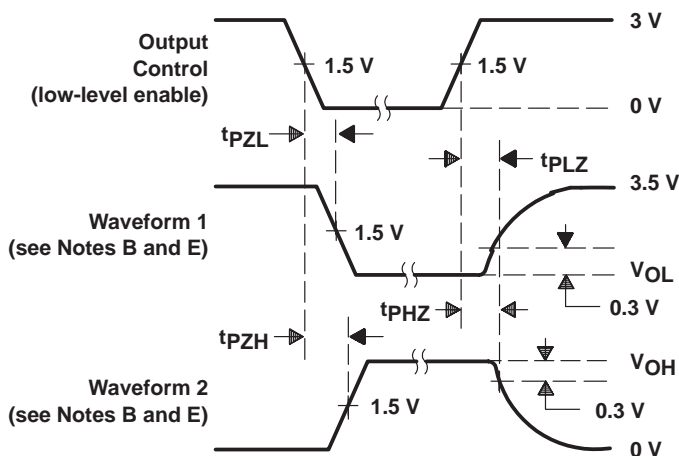 Output
Control
(low-level enable)
1.5 V
1.5 V
3 V
0 V
tPZL
tPLZ
Waveform 1
(see Notes B and E)
1.5 V
3.5 V
VOL
0.3 V
tPZH
tPHZ
Waveform 2
(see Notes B and E)
1.5 V
VOH
0.3 V
0 V